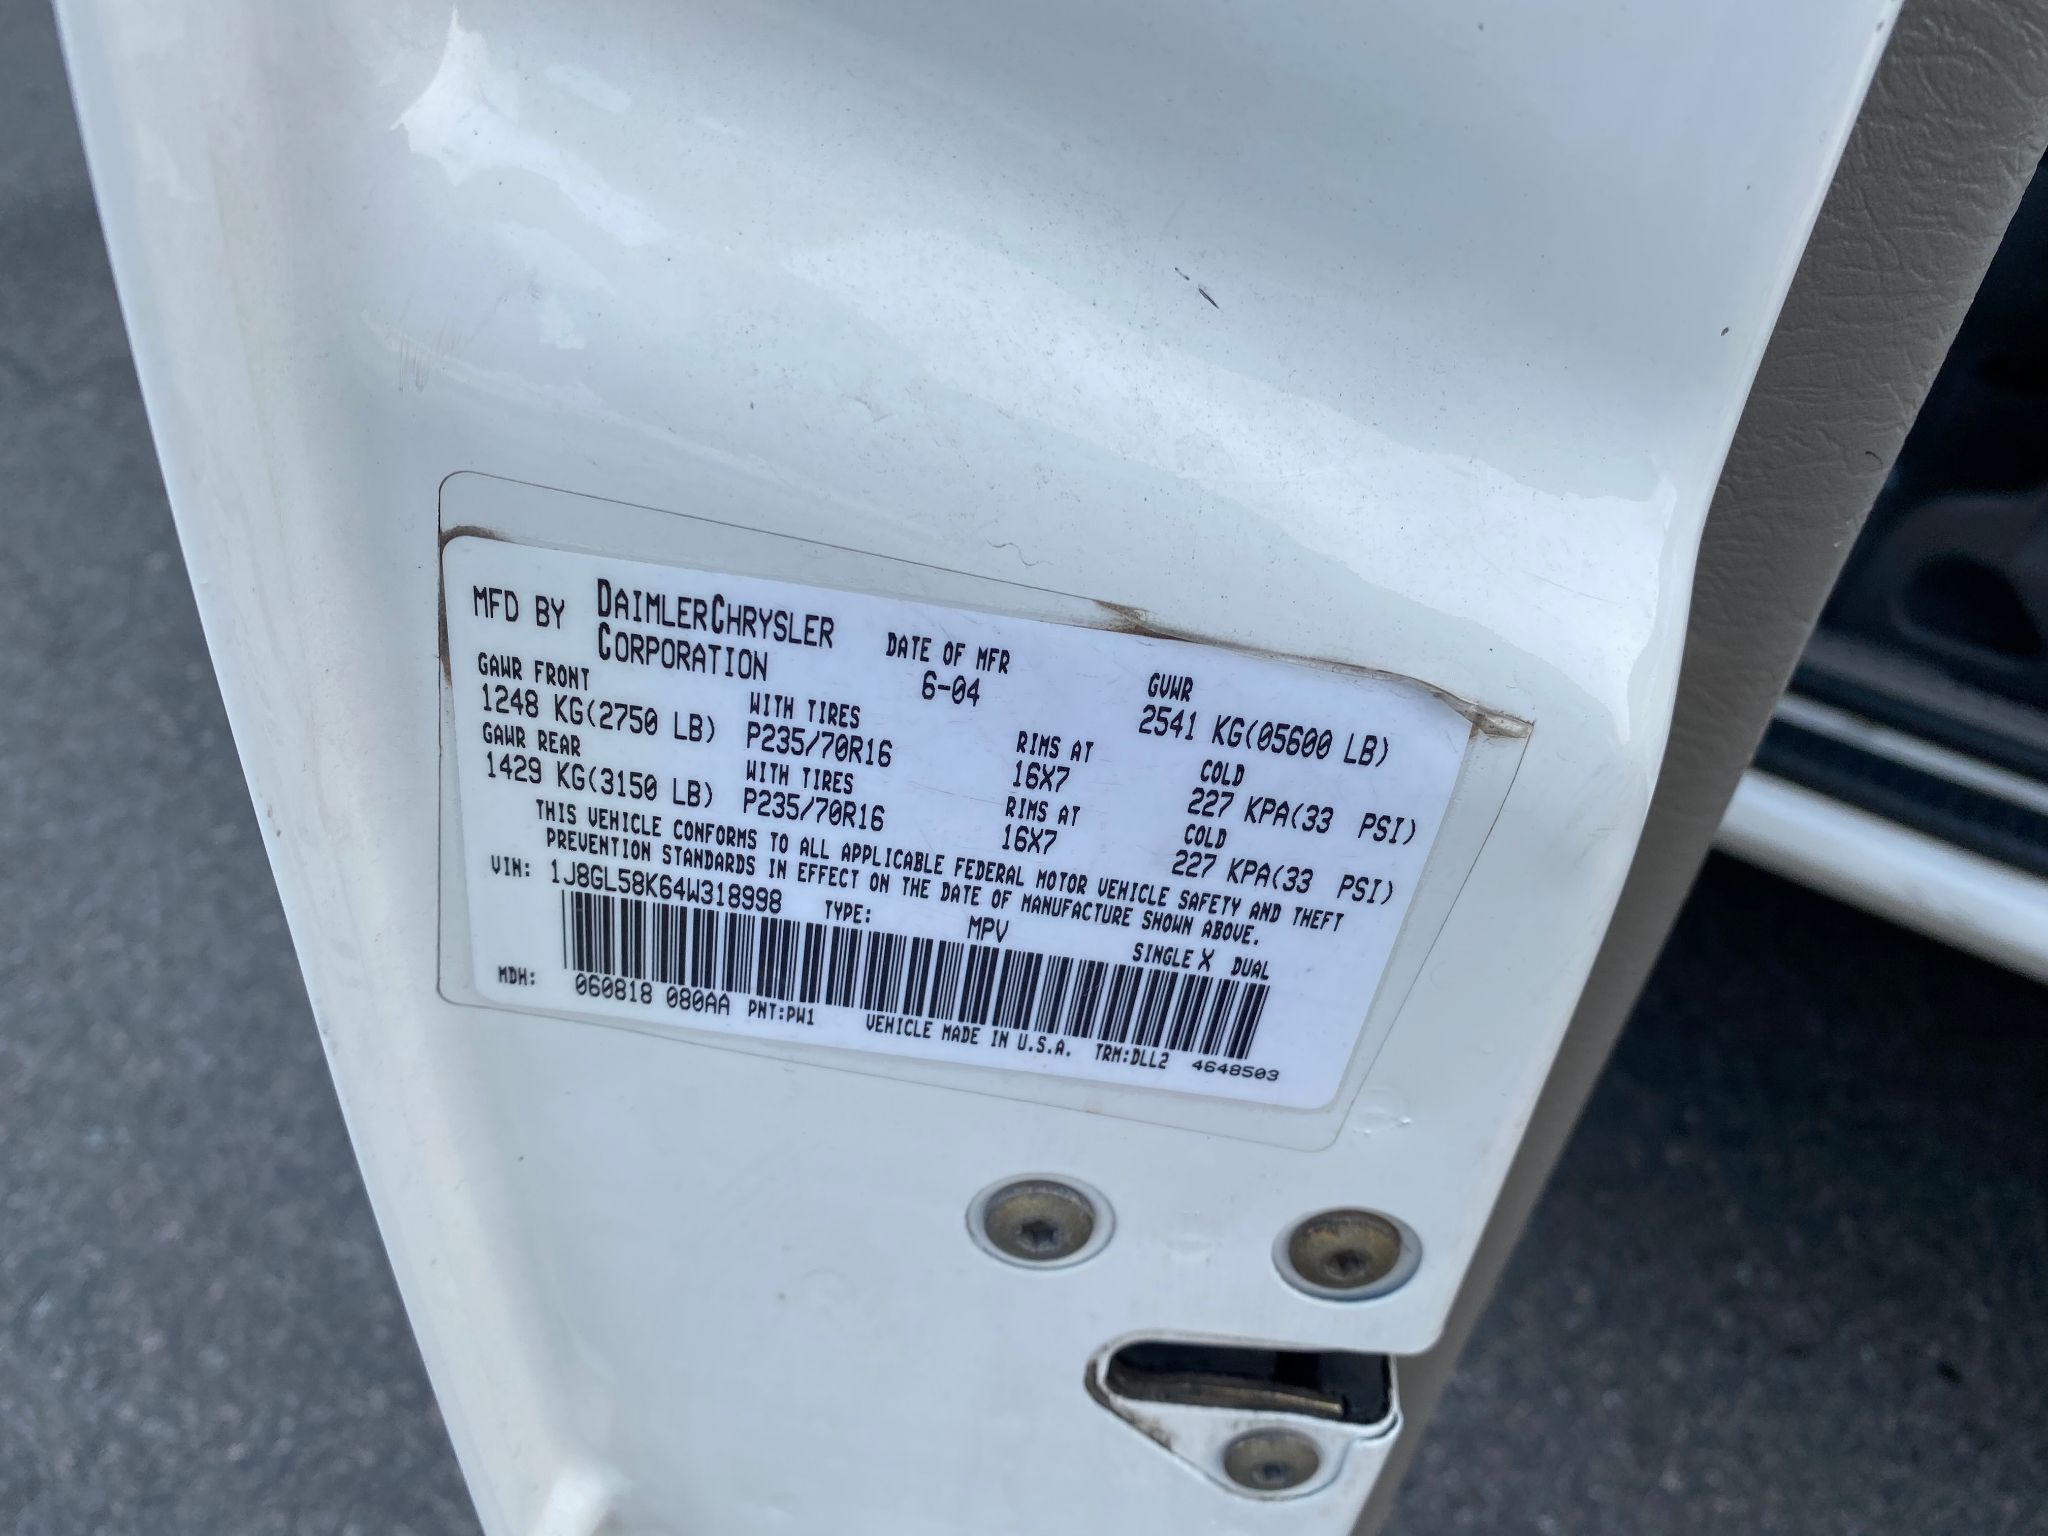 MFD BY DAIMLERCHRYSLER CORPORATION
DATE OF MFR 6-04
GVWR 2541 KG(05600 LB)
GAWR FRONT 1248 KG(2750 LB)
WITH TIRES P235/70R16
RIMS AT 16X7
COLD 227 KPA(33 PSI)
GAWR REAR 1429 KG(3150 LB)
WITH TIRES P235/70R16
RIMS AT 16X7
COLD 227 KPA(33 PSI)
THIS VEHICLE CONFORMS TO ALL APPLICABLE FEDERAL MOTOR VEHICLE SAFETY AND THEFT
PREVENTION STANDARDS IN EFFECT ON THE DATE OF MANUFACTURE SHOWN ABOVE.
VIN: 1J8GL58K64W318998 TYPE: MPV SINGLE X DUAL
MDH: 060818 080AA PNT:PW1 VEHICLE MADE IN U.S.A. TRM:DLL2 4648503